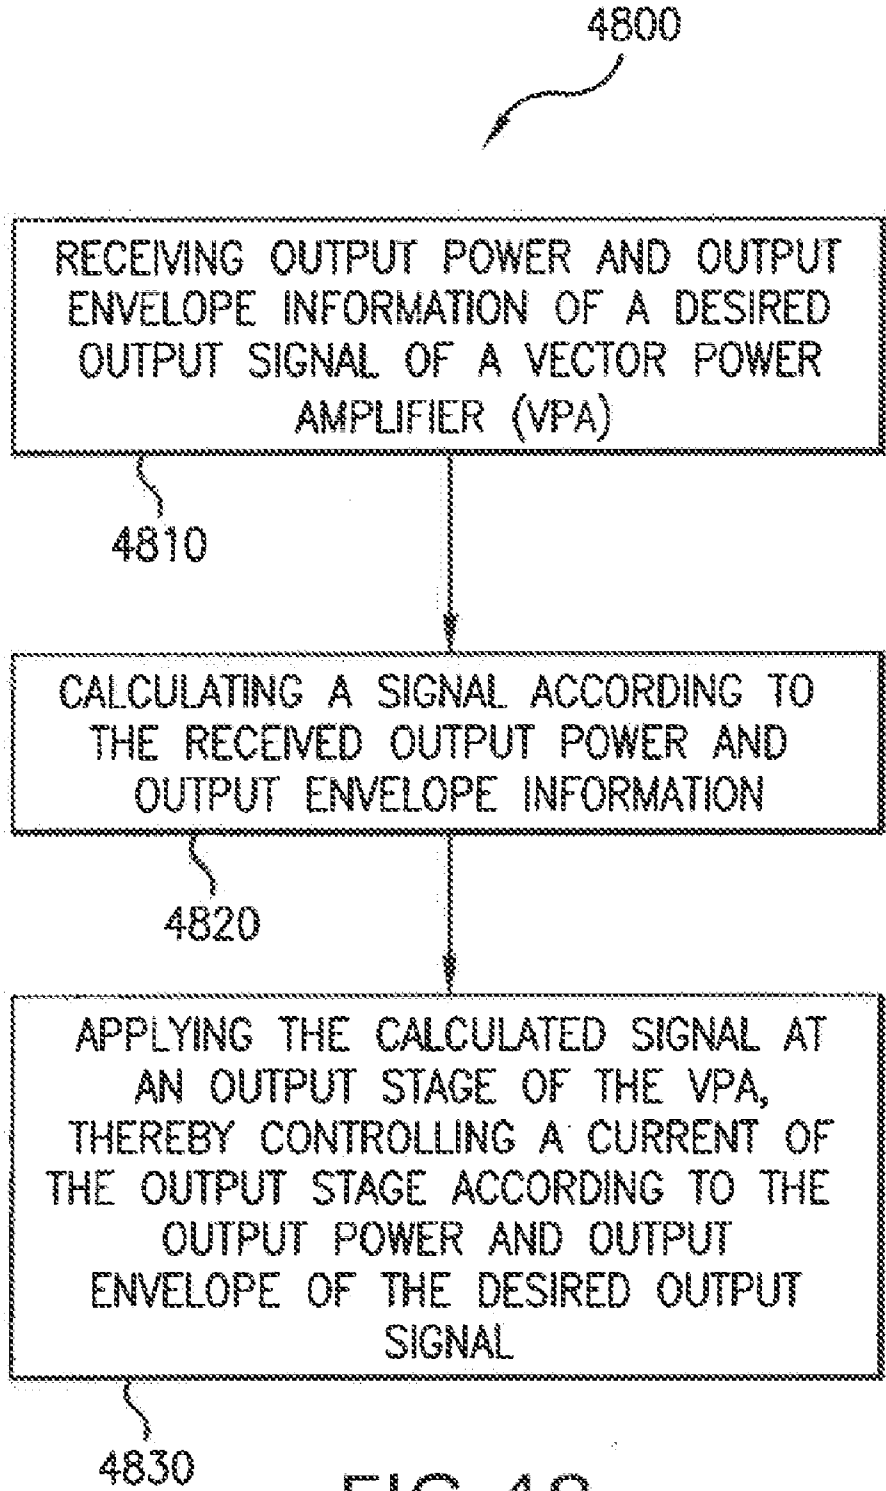 4800
RECEIVING OUTPUT POWER AND OUTPUT
ENVELOPE INFORMATION OF A DESIRED
OUTPUT SIGNAL OF A VECTOR POWER
AMPLIFIER (VPA)
4810
CALCULATING A SIGNAL ACCORDING TO
THE RECEIVED OUTPUT POWER AND
OUTPUT ENVELOPE INFORMATION
4820
APPLYING THE CALCULATED SIGNAL AT
AN OUTPUT STAGE OF THE VPA,
THEREBY CONTROLLING A CURRENT OF
THE OUTPUT STAGE ACCORDING TO THE
OUTPUT POWER AND OUTPUT
ENVELOPE OF THE DESIRED OUTPUT
SIGNAL
4830